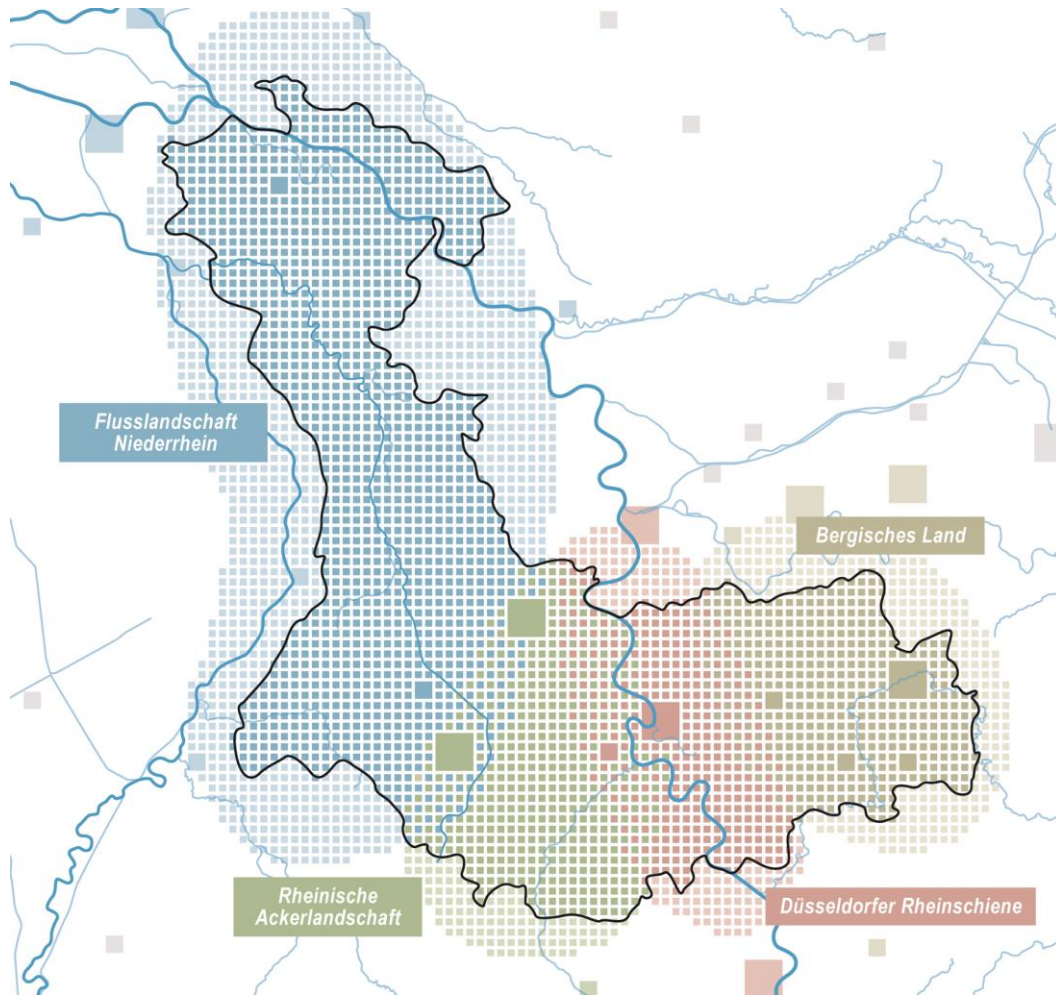 Flusslandschaft
Niederrhein
Bergisches Land
Rheinische
Ackerlandschaft
Düsseldorfer Rheinschiene